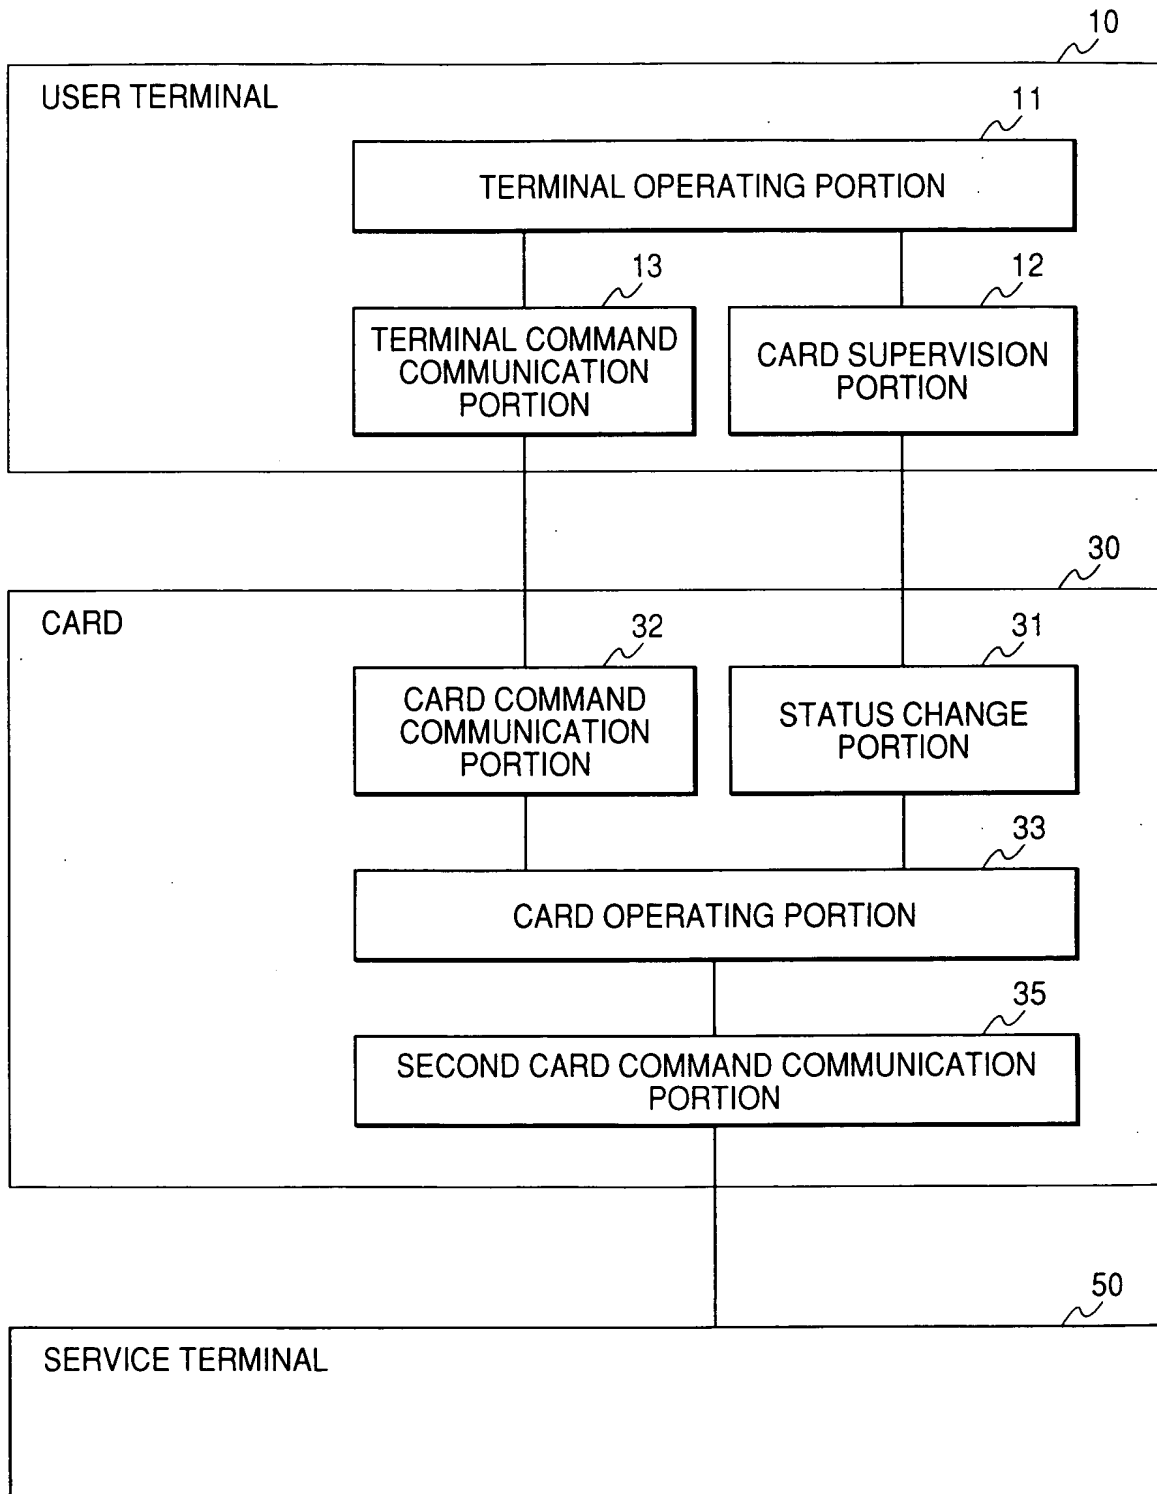 10
USER TERMINAL
11
TERMINAL OPERATING PORTION
13
12
TERMINAL COMMAND
COMMUNICATION
PORTION
CARD SUPERVISION
PORTION
30
CARD
32
31
CARD COMMAND
COMMUNICATION
PORTION
STATUS CHANGE
PORTION
33
CARD OPERATING PORTION
35
SECOND CARD COMMAND COMMUNICATION
PORTION
50
SERVICE TERMINAL